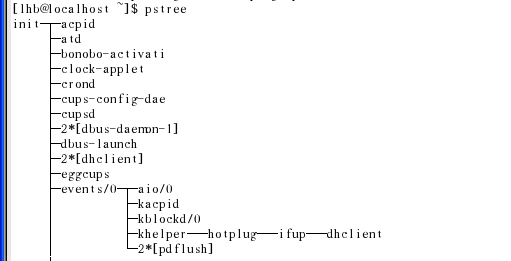 [lhb@localhost ~]$ pstree
init─┬─acpid
     ├─atd
     ├─bonobo-activati
     ├─clock-applet
     ├─crond
     ├─cups-config-dae
     ├─cupsd
     ├─2*[dbus-daemon-1]
     ├─dbus-launch
     ├─2*[dhclient]
     ├─eggcups
     ├─events/0─┬─aio/0
     │          ├─kacpid
     │          ├─kblockd/0
     │          ├─khelper───hotplug───ifup───dhclient
     │          └─2*[pdflush]